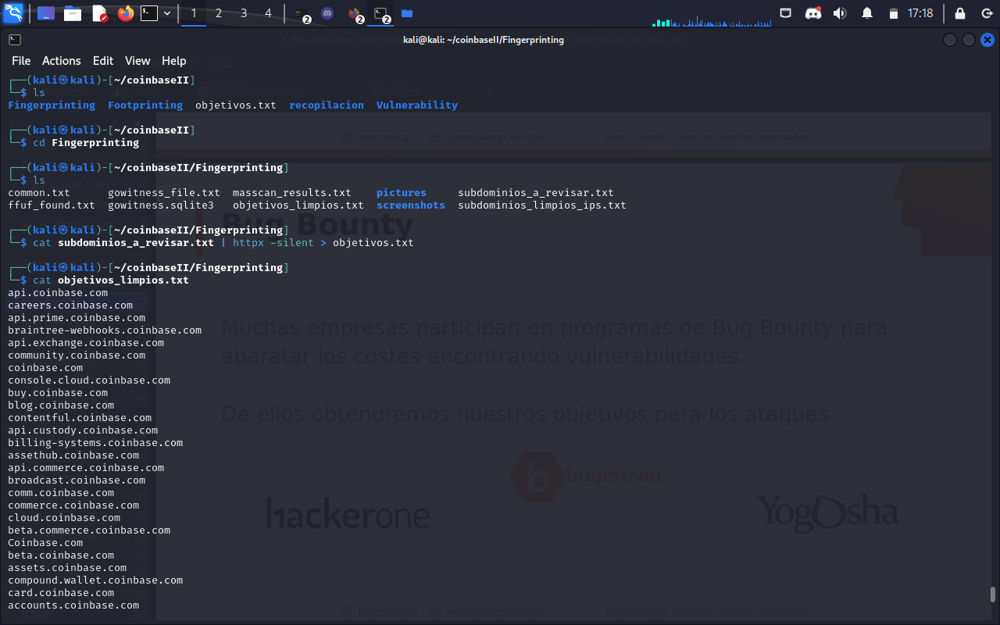 1 2 3 4 2 2 2 17:18
kali@kali: ~/coinbaseII/Fingerprinting
File Actions Edit View Help
┌──(kali㉿kali)-[~/coinbaseII]
└─$ ls
Fingerprinting Footprinting objetivos.txt recopilacion Vulnerability
┌──(kali㉿kali)-[~/coinbaseII]
└─$ cd Fingerprinting
┌──(kali㉿kali)-[~/coinbaseII/Fingerprinting]
└─$ ls
common.txt gowitness_file.txt masscan_results.txt pictures subdominios_a_revisar.txt
ffuf_found.txt gowitness.sqlite3 objetivos_limpios.txt screenshots subdominios_limpios_ips.txt
Bug Bounty
┌──(kali㉿kali)-[~/coinbaseII/Fingerprinting]
└─$ cat subdominios_a_revisar.txt | httpx -silent > objetivos.txt
┌──(kali㉿kali)-[~/coinbaseII/Fingerprinting]
└─$ cat objetivos_limpios.txt
api.coinbase.com
careers.coinbase.com
api.prime.coinbase.com
braintree-webhooks.coinbase.com
api.exchange.coinbase.com
community.coinbase.com
coinbase.com
console.cloud.coinbase.com
buy.coinbase.com
blog.coinbase.com
contentful.coinbase.com
api.custody.coinbase.com
billing-systems.coinbase.com
assethub.coinbase.com
api.commerce.coinbase.com
broadcast.coinbase.com
comm.coinbase.com
commerce.coinbase.com
cloud.coinbase.com
beta.commerce.coinbase.com
Coinbase.com
beta.coinbase.com
assets.coinbase.com
compound.wallet.coinbase.com
card.coinbase.com
accounts.coinbase.com
Muchas empresas participan en programas de Bug Bounty para
abaratar los costes encontrando vulnerabilidades.
De ellos obtendremos nuestros objetivos para los ataques.
bugcrowd
hackerone
YogOsha
KeepCoding® Todos los derechos reservados